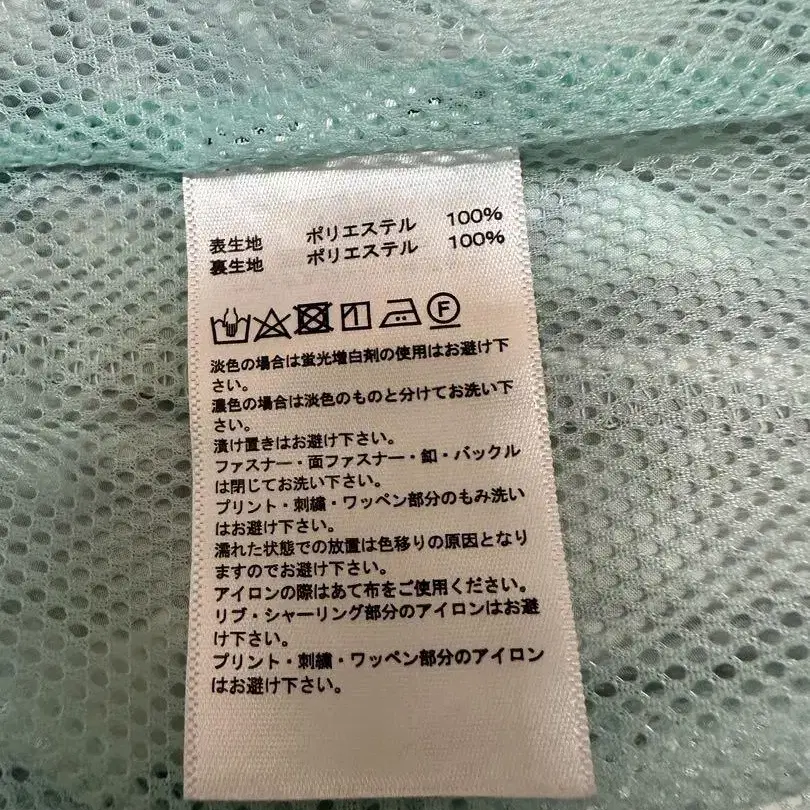 表生地 ポリエステル 100%
裏生地 ポリエステル 100%
F
淡色の場合は蛍光増白剤の使用はお避け下
さい。
濃色の場合は淡色のものと分けてお洗い下
さい。
漬け置きはお避け下さい。
ファスナー・面ファスナー・釦・バックル
は閉じてお洗い下さい。
プリント・刺繍・ワッペン部分のもみ洗い
はお避け下さい。
濡れた状態での放置は色移りの原因となり
ますのでお避け下さい。
アイロンの際はあて布をご使用ください。
リブ・シャーリング部分のアイロンはお避
け下さい。
プリント・刺繍・ワッペン部分のアイロン
はお避け下さい。